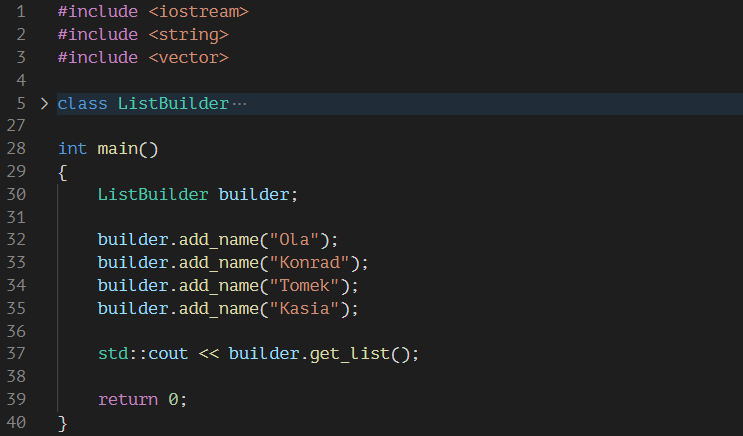 1 #include <iostream>
2 #include <string>
3 #include <vector>
4
5 > class ListBuilder ···
27
28 int main()
29 {
30     ListBuilder builder;
31
32     builder.add_name("Ola");
33     builder.add_name("Konrad");
34     builder.add_name("Tomek");
35     builder.add_name("Kasia");
36
37     std::cout << builder.get_list();
38
39     return 0;
40 }